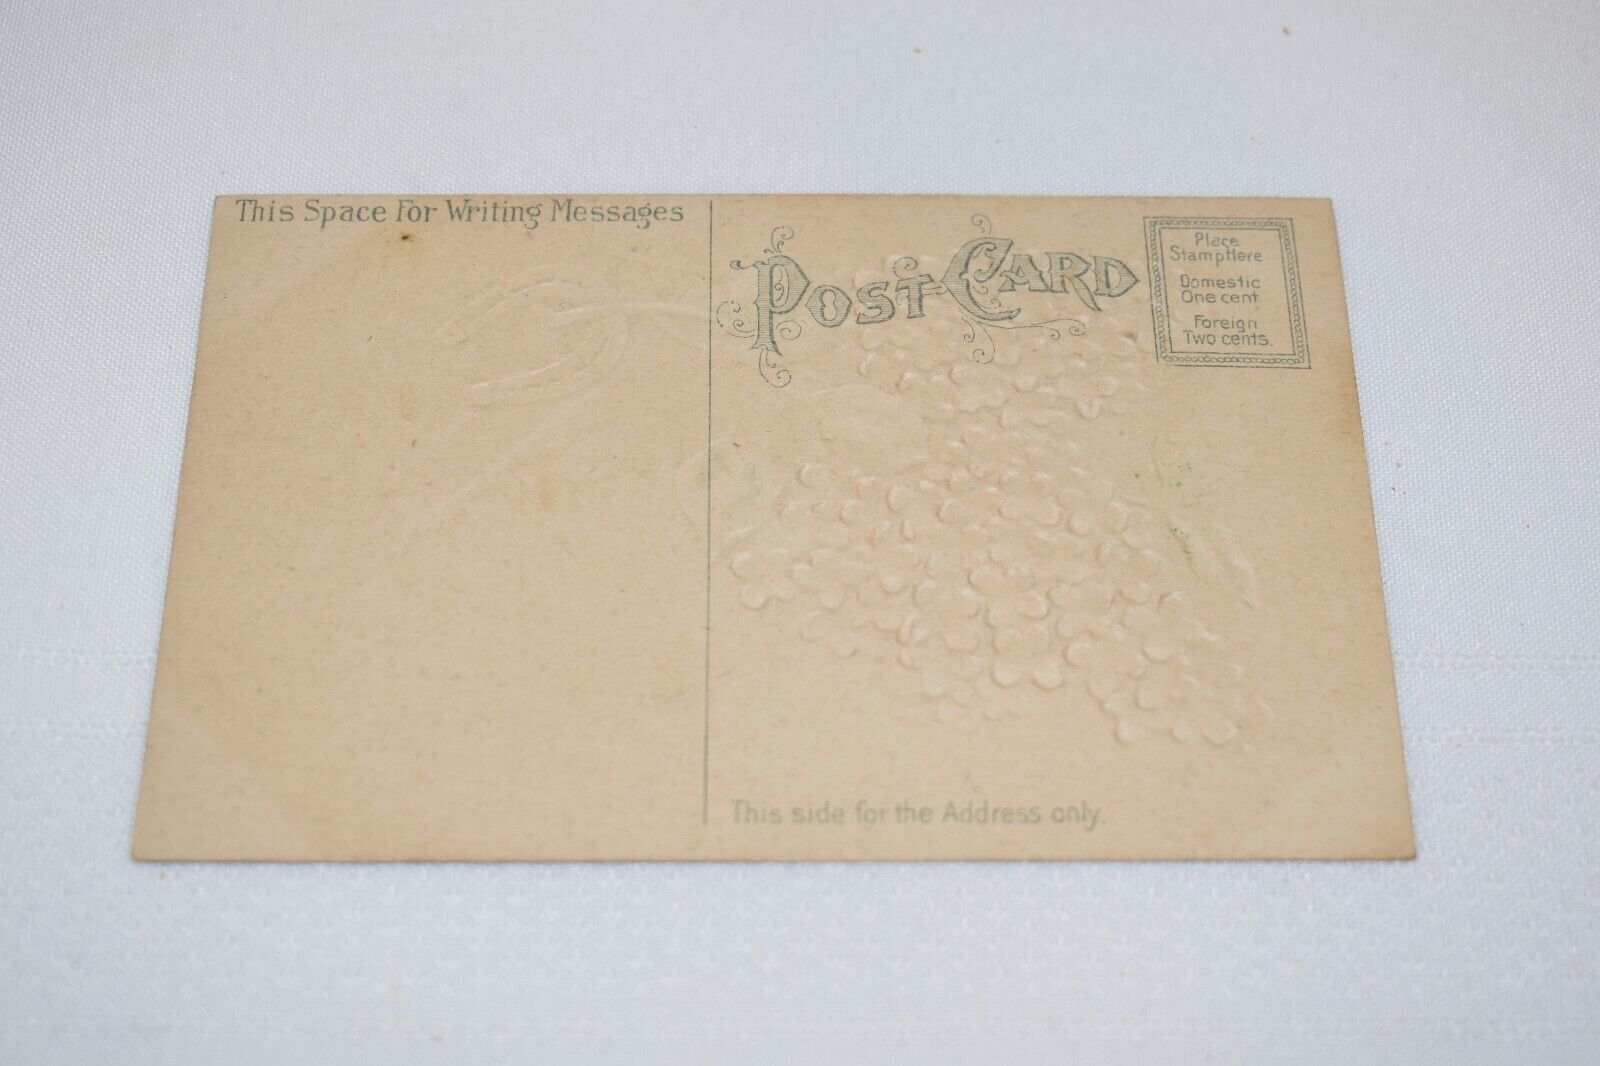 This Space For Writing Messages
Post Card
Place
Stamp Here
Domestic
One cent
Foreign
Two cents.
This side for the Address only.